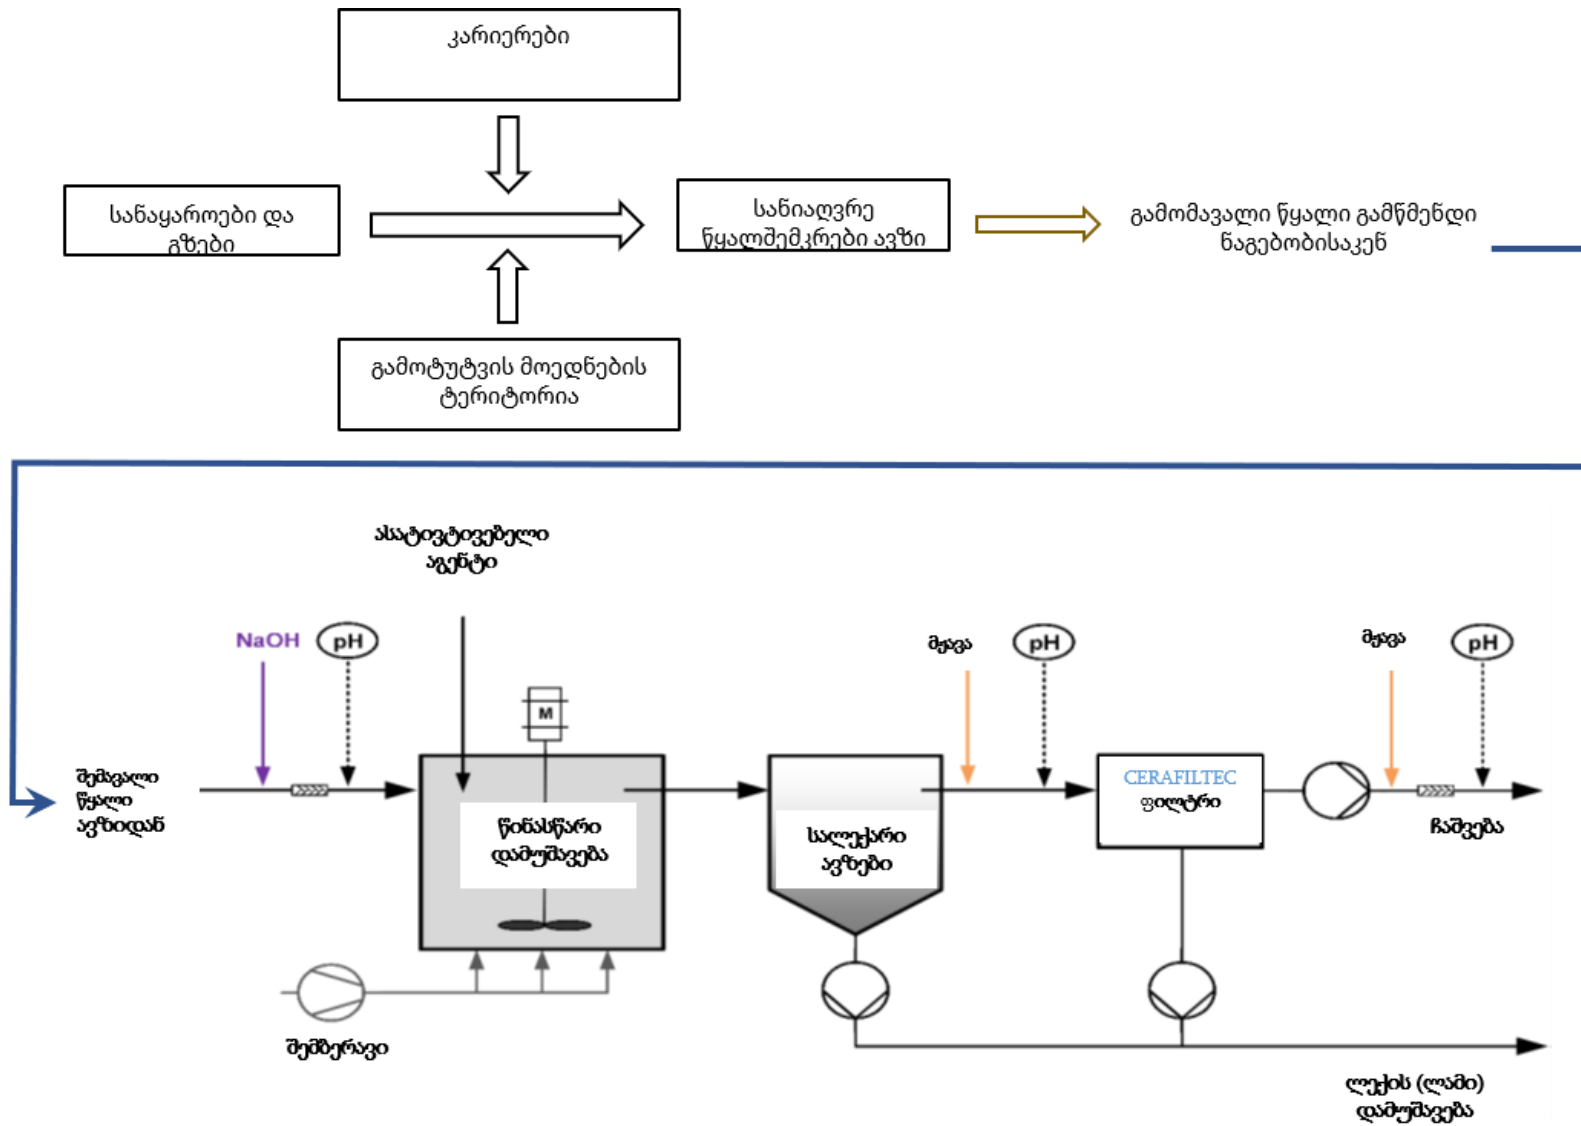 კარიერები
სანაყაროები და
გზები
სანიაღვრე
წყალშემკრები ავზი
გამომავალი წყალი გამწმენდი
ნაგებობისაკენ
გამოტუტვის მოედნების
ტერიტორია
ასატივტივებელი
აგენტი
NaOH
pH
მჟავა
pH
მჟავა
pH
M
შემავალი
წყალი
ავზიდან
წინასწარი
დამუშავება
სალექარი
ავზები
CERAFILTEC
ფილტრი
ჩაშვება
შემბერავი
ლექის (ლამი)
დამუშავება